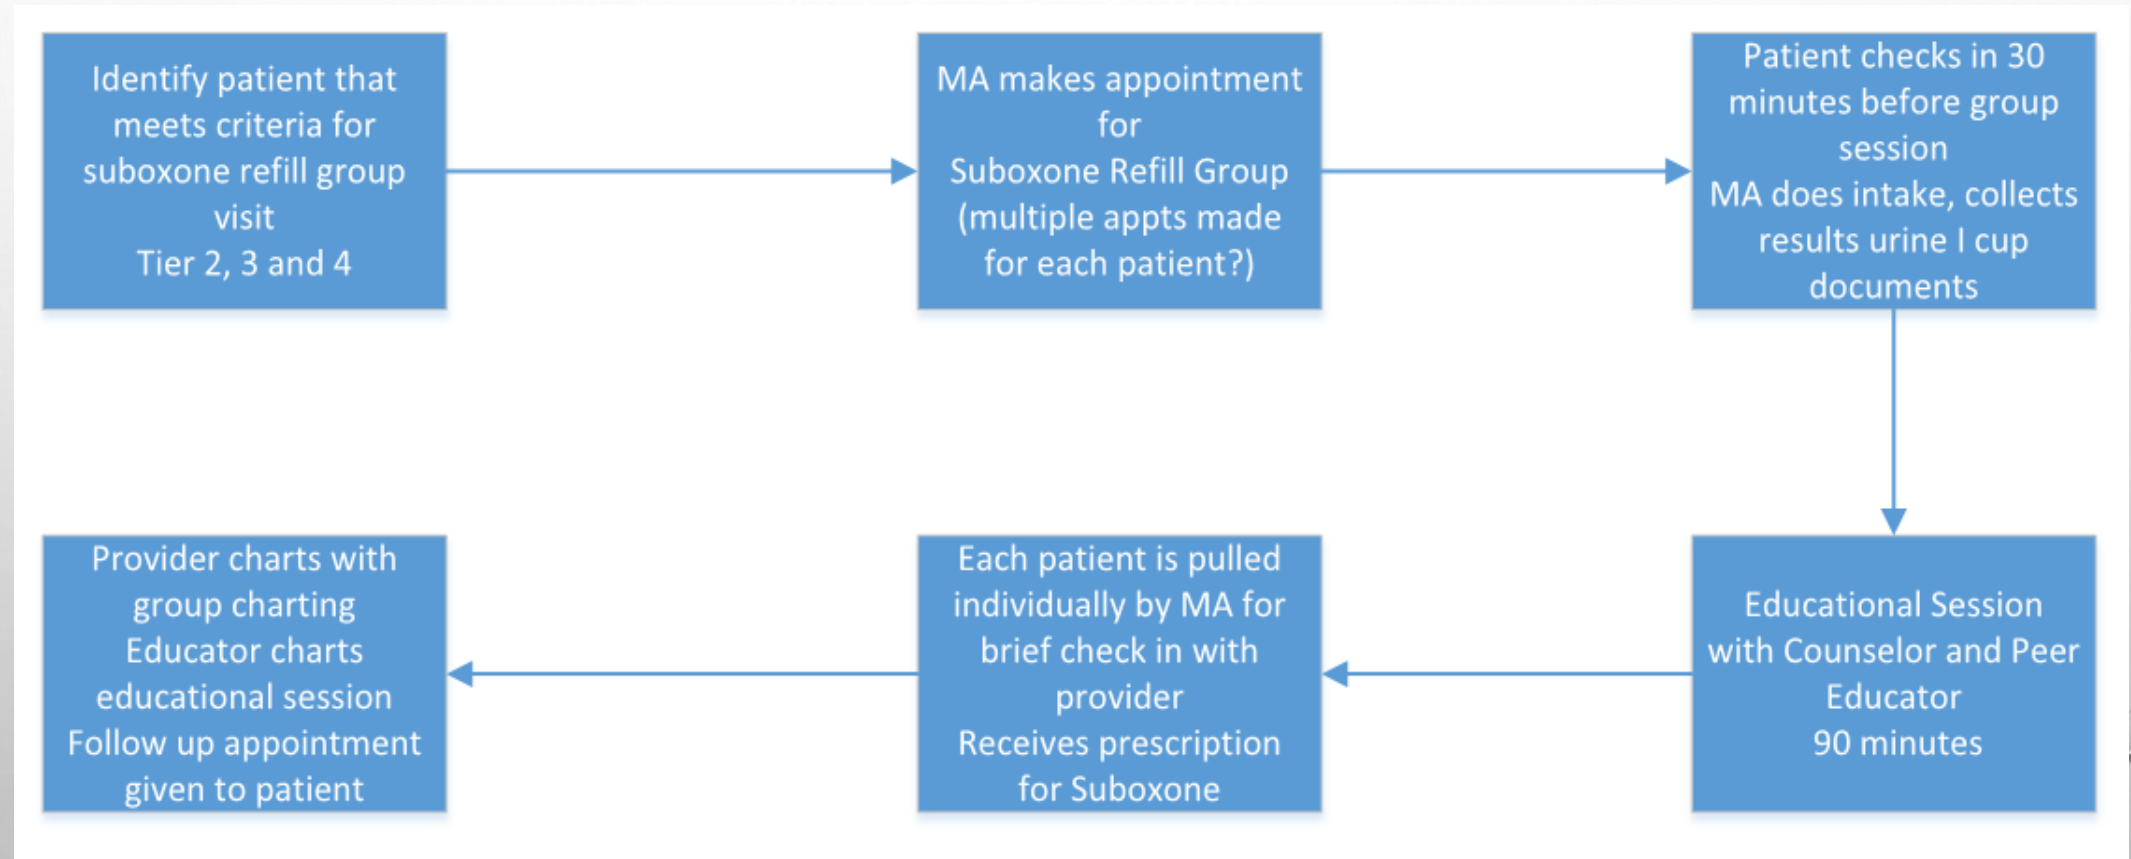 Identify patient that
meets criteria for
suboxone refill group
visit
Tier 2, 3 and 4
MA makes appointment
for
Suboxone Refill Group
(multiple appts made
for each patient?)
Patient checks in 30
minutes before group
session
MA does intake, collects
results urine I cup
documents
Educational Session
with Counselor and Peer
Educator
90 minutes
Each patient is pulled
individually by MA for
brief check in with
provider
Receives prescription
for Suboxone
Provider charts with
group charting
Educator charts
educational session
Follow up appointment
given to patient